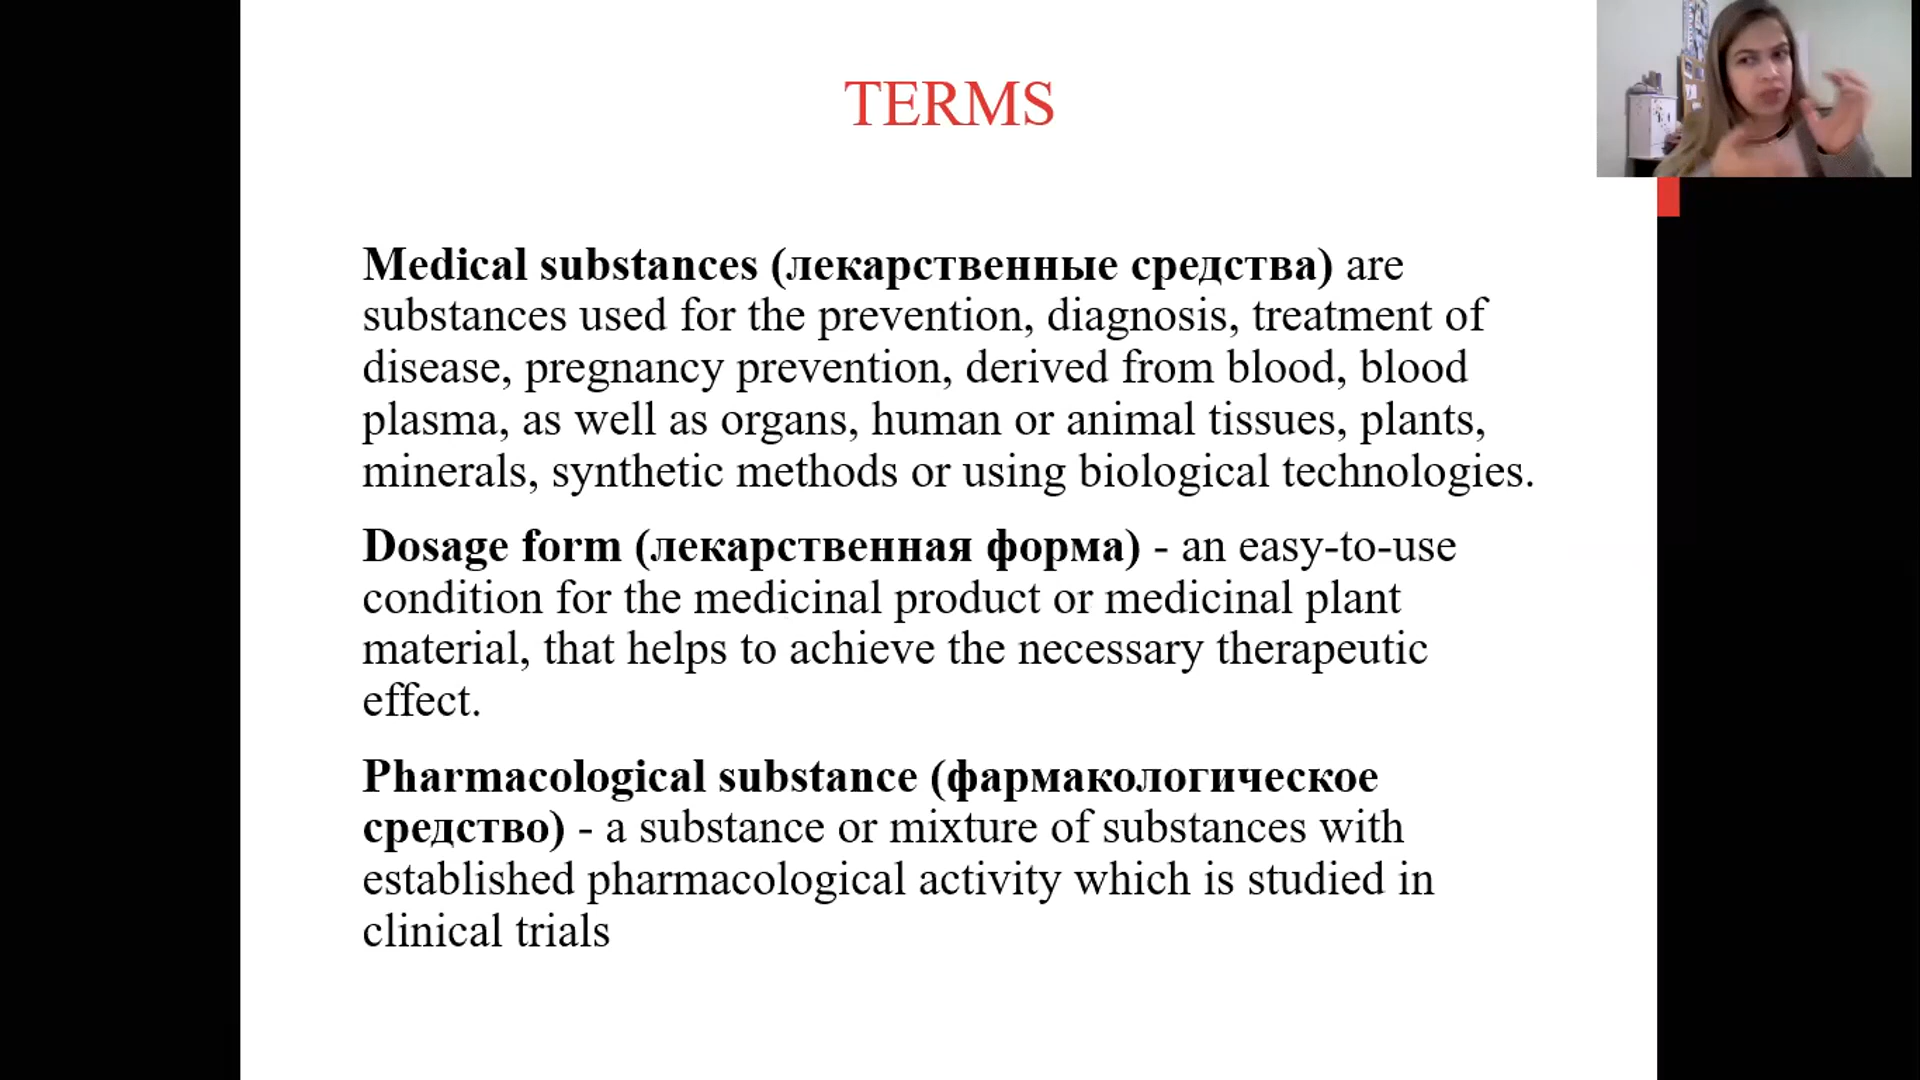 TERMS
Medical substances (лекарственные средства) are
substances used for the prevention, diagnosis, treatment of
disease, pregnancy prevention, derived from blood, blood
plasma, as well as organs, human or animal tissues, plants,
minerals, synthetic methods or using biological technologies.
Dosage form (лекарственная форма) - an easy-to-use
condition for the medicinal product or medicinal plant
material, that helps to achieve the necessary therapeutic
effect.
Pharmacological substance (фармакологическое
средство) - a substance or mixture of substances with
established pharmacological activity which is studied in
clinical trials